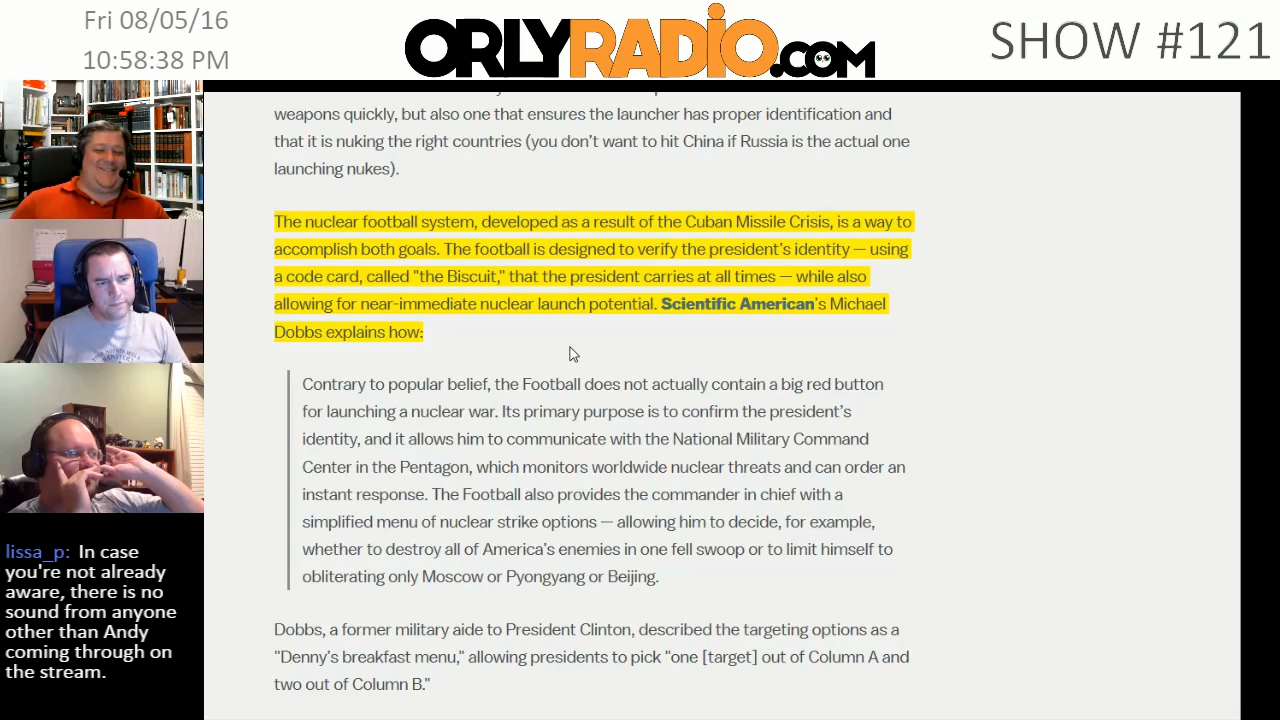 Fri 08/05/16
10:58:38 PM
ORLYRADIO.COM
SHOW #121
weapons quickly, but also one that ensures the launcher has proper identification and
that it is nuking the right countries (you don't want to hit China if Russia is the actual one
launching nukes).
The nuclear football system, developed as a result of the Cuban Missile Crisis, is a way to
accomplish both goals. The football is designed to verify the president's identity — using
a code card, called "the Biscuit," that the president carries at all times — while also
allowing for near-immediate nuclear launch potential. Scientific American's Michael
Dobbs explains how:
Contrary to popular belief, the Football does not actually contain a big red button
for launching a nuclear war. Its primary purpose is to confirm the president's
identity, and it allows him to communicate with the National Military Command
Center in the Pentagon, which monitors worldwide nuclear threats and can order an
instant response. The Football also provides the commander in chief with a
simplified menu of nuclear strike options — allowing him to decide, for example,
whether to destroy all of America's enemies in one fell swoop or to limit himself to
obliterating only Moscow or Pyongyang or Beijing.
Dobbs, a former military aide to President Clinton, described the targeting options as a
"Denny's breakfast menu," allowing presidents to pick "one [target] out of Column A and
two out of Column B."
lissa_p: In case
you're not already
aware, there is no
sound from anyone
other than Andy
coming through on
the stream.